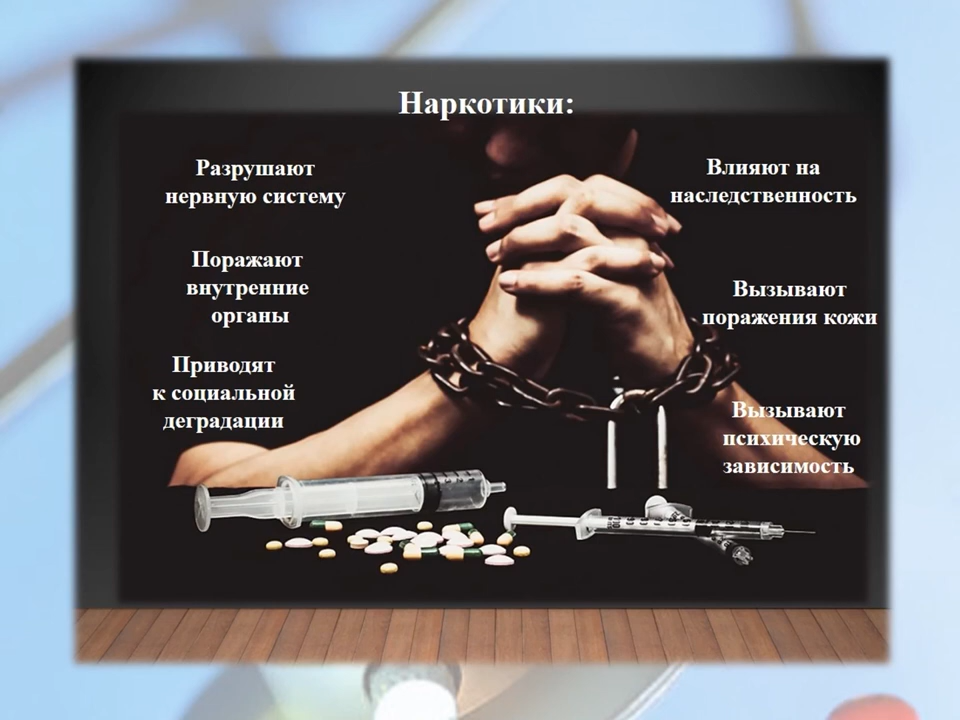 Наркотики:
Разрушают
нервную систему
Поражают
внутренние
органы
Приводят
к социальной
деградации
Влияют на
наследственность
Вызывают
поражения кожи
Вызывают
психическую
зависимость